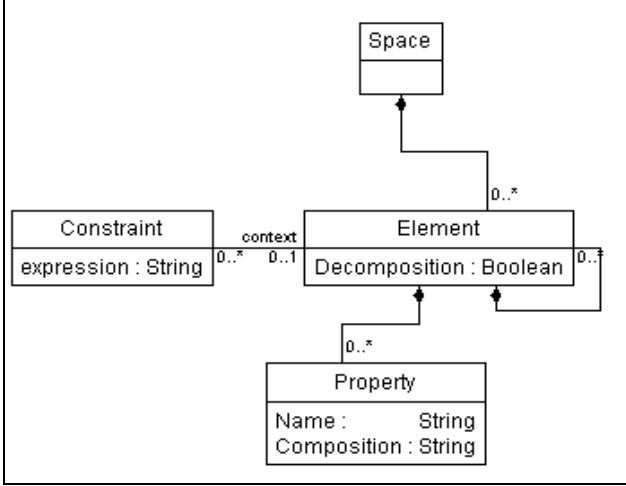 Space
0..*
Constraint
expression : String
0..*
context
0..1
Element
Decomposition : Boolean
0..*
0..*
Property
Name : String
Composition : String